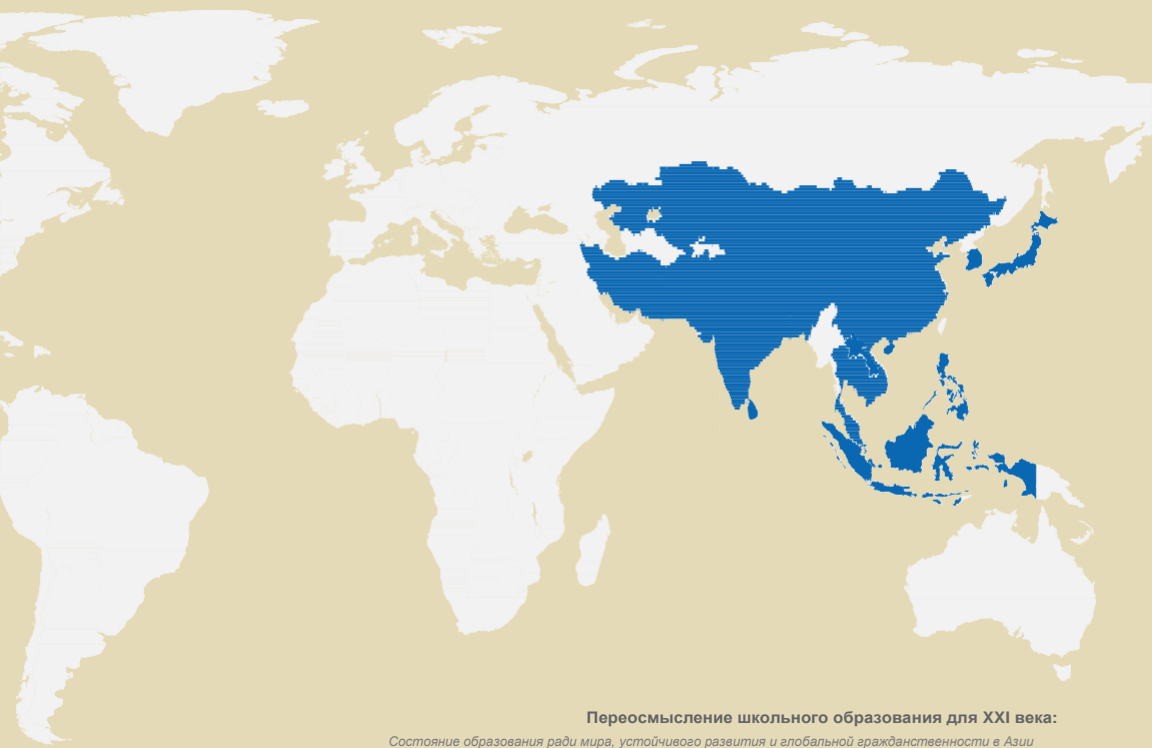 Переосмысление школьного образования для XXI века:
Состояние образования ради мира, устойчивого развития и глобальной гражданственности в Азии